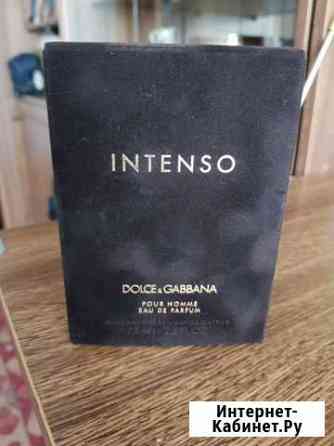 INTENSO
DOLCE & GABBANA
POUR HOMME
EAU DE PARFUM
Интернет-
Кабинет.Ру